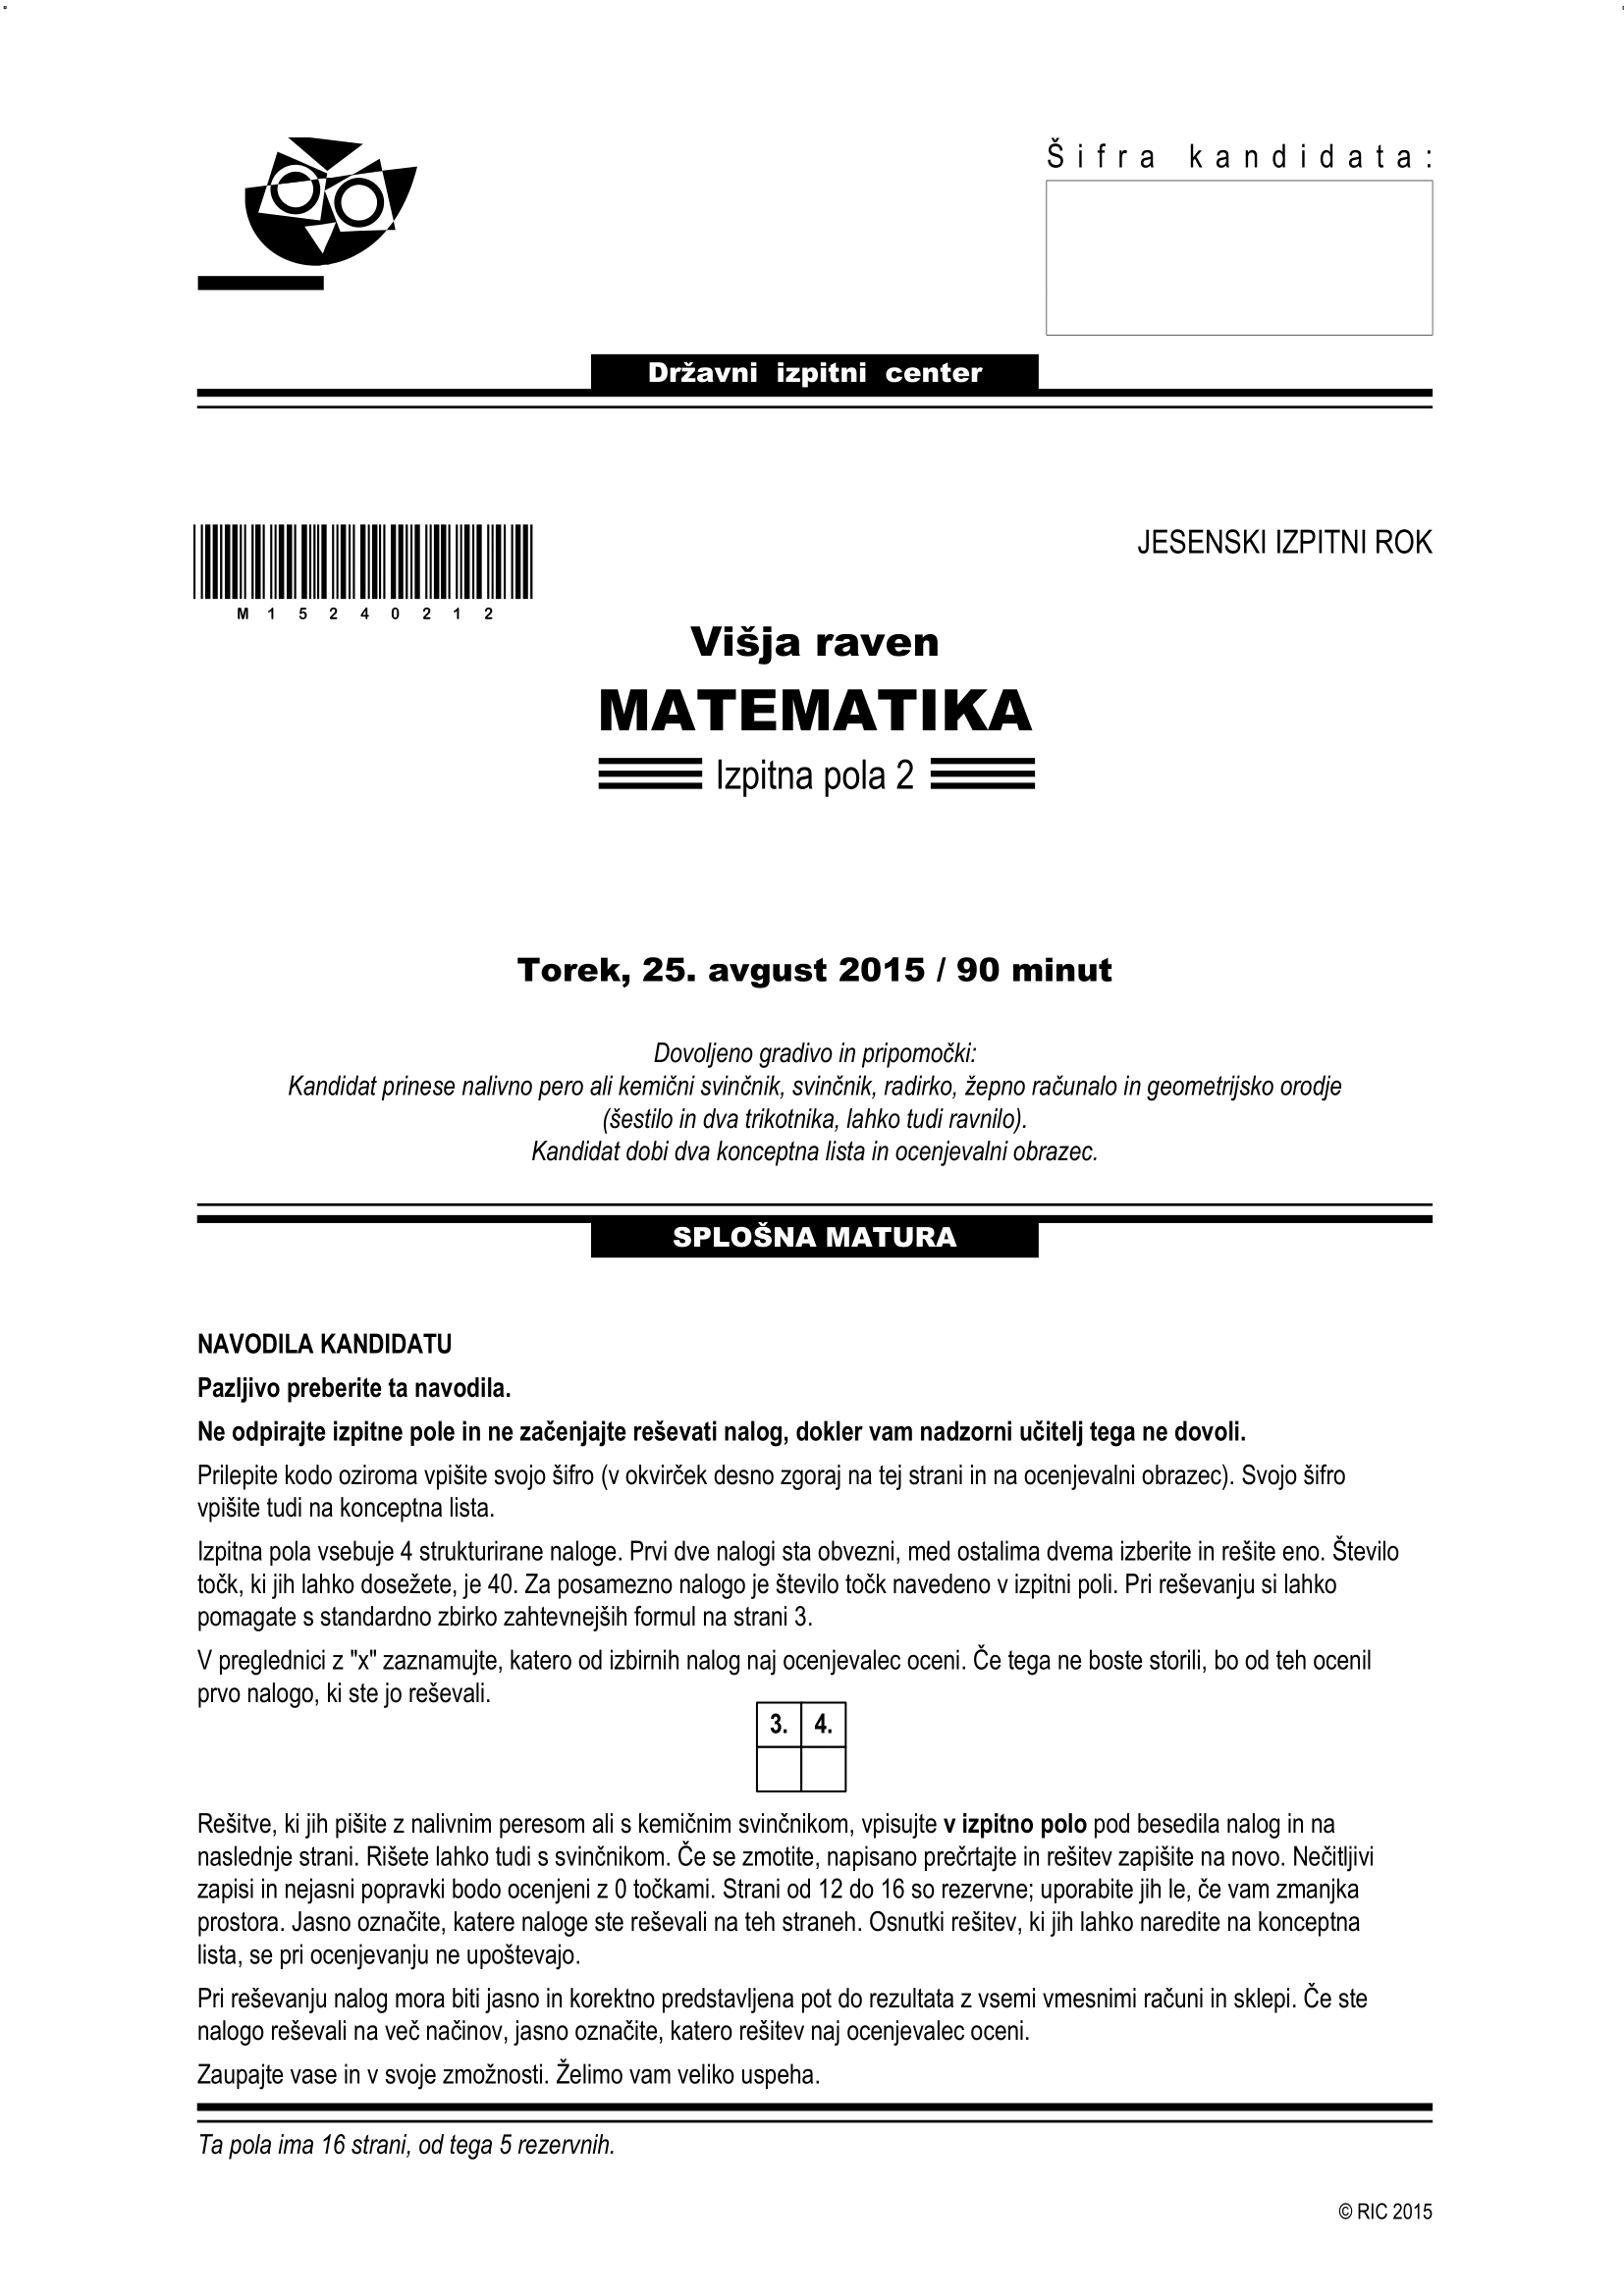 Šifra kandidata:
Državni izpitni center
JESENSKI IZPITNI ROK
M15240212
Višja raven
MATEMATIKA
Izpitna pola 2
Torek, 25. avgust 2015 / 90 minut
Dovoljeno gradivo in pripomočki:
Kandidat prinese nalivno pero ali kemični svinčnik, svinčnik, radirko, žepno računalo in geometrijsko orodje
(šestilo in dva trikotnika, lahko tudi ravnilo).
Kandidat dobi dva konceptna lista in ocenjevalni obrazec.
SPLOŠNA MATURA
NAVODILA KANDIDATU
Pazljivo preberite ta navodila.
Ne odpirajte izpitne pole in ne začenjajte reševati nalog, dokler vam nadzorni učitelj tega ne dovoli.
Prilepite kodo oziroma vpišite svojo šifro (v okvirček desno zgoraj na tej strani in na ocenjevalni obrazec). Svojo šifro
vpišite tudi na konceptna lista.
Izpitna pola vsebuje 4 strukturirane naloge. Prvi dve nalogi sta obvezni, med ostalima dvema izberite in rešite eno. Število
točk, ki jih lahko dosežete, je 40. Za posamezno nalogo je število točk navedeno v izpitni poli. Pri reševanju si lahko
pomagate s standardno zbirko zahtevnejših formul na strani 3.
V preglednici z "x" zaznamujte, katero od izbirnih nalog naj ocenjevalec oceni. Če tega ne boste storili, bo od teh ocenil
prvo nalogo, ki ste jo reševali.
3. 4.
Rešitve, ki jih pišite z nalivnim peresom ali s kemičnim svinčnikom, vpisujte v izpitno polo pod besedila nalog in na
naslednje strani. Rišete lahko tudi s svinčnikom. Če se zmotite, napisano prečrtajte in rešitev zapišite na novo. Nečitljivi
zapisi in nejasni popravki bodo ocenjeni z 0 točkami. Strani od 12 do 16 so rezervne; uporabite jih le, če vam zmanjka
prostora. Jasno označite, katere naloge ste reševali na teh straneh. Osnutki rešitev, ki jih lahko naredite na konceptna
lista, se pri ocenjevanju ne upoštevajo.
Pri reševanju nalog mora biti jasno in korektno predstavljena pot do rezultata z vsemi vmesnimi računi in sklepi. Če ste
nalogo reševali na več načinov, jasno označite, katero rešitev naj ocenjevalec oceni.
Zaupajte vase in v svoje zmožnosti. Želimo vam veliko uspeha.
Ta pola ima 16 strani, od tega 5 rezervnih.
© RIC 2015